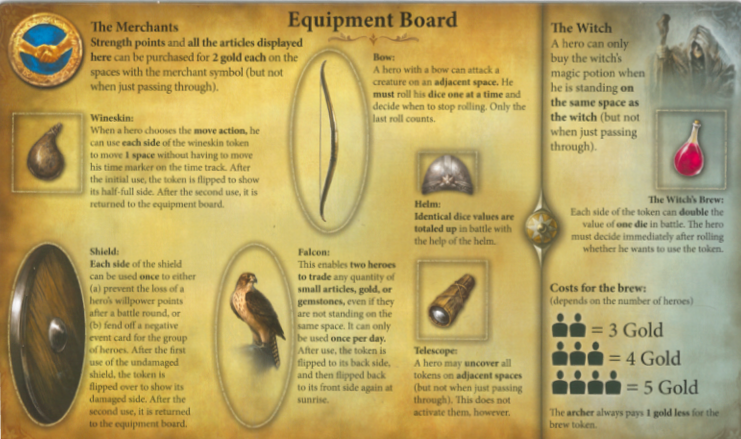 Equipment Board
The Merchants
Strength points and all the articles displayed
here can be purchased for 2 gold each on the
spaces with the merchant symbol (but not
when just passing through).
Wineskin:
When a hero chooses the move action, he
can use each side of the wineskin token
to move 1 space without having to move
his time marker on the time track. After
the initial use, the token is flipped to show
its half-full side. After the second use, it is
returned to the equipment board.
Shield:
Each side of the shield
can be used once to either
(a) prevent the loss of a
hero's willpower points
after a battle round, or
(b) fend off a negative
event card for the group
of heroes. After the first
use of the undamaged
shield, the token is
flipped over to show its
damaged side. After the
second use, it is returned
to the equipment board.
Bow:
A hero with a bow can attack a
creature on an adjacent space. He
must roll his dice one at a time and
decide when to stop rolling. Only the
last roll counts.
Helm:
Identical dice values are
totaled up in battle with
the help of the helm.
Falcon:
This enables two heroes
to trade any quantity of
small articles, gold, or
gemstones, even if they
are not standing on the
same space. It can only
be used once per day.
After use, the token is
flipped to its back side,
and then flipped back
to its front side again at
sunrise.
Telescope:
A hero may uncover all
tokens on adjacent spaces
(but not when just passing
through). This does not
activate them, however.
The Witch
A hero can only
buy the witch's
magic potion when
he is standing on
the same space as
the witch (but not
when just passing
through).
The Witch's Brew:
Each side of the token can double the
value of one die in battle. The hero
must decide immediately after rolling
whether he wants to use the token.
Costs for the brew:
(depends on the number of heroes)
= 3 Gold
= 4 Gold
= 5 Gold
The archer always pays 1 gold less for the
brew token.